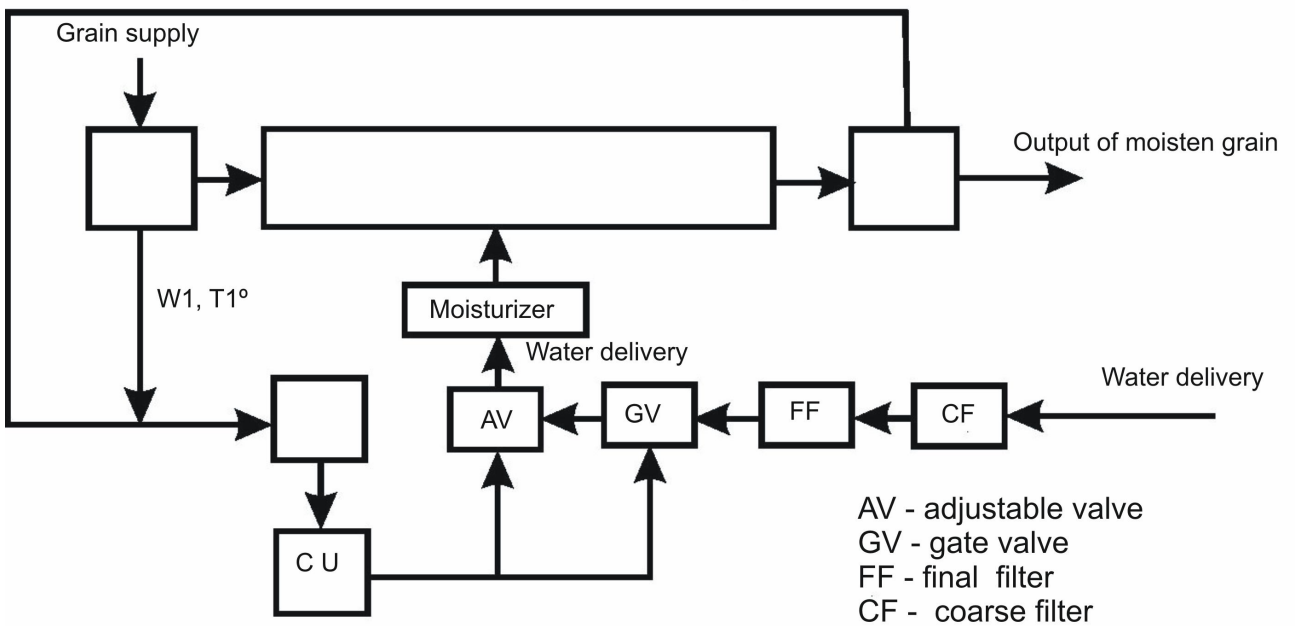 Grain supply
Output of moisten grain
W1, T1º
Moisturizer
Water delivery
Water delivery
AV
GV
FF
CF
C U
AV - adjustable valve
GV - gate valve
FF - final filter
CF - coarse filter